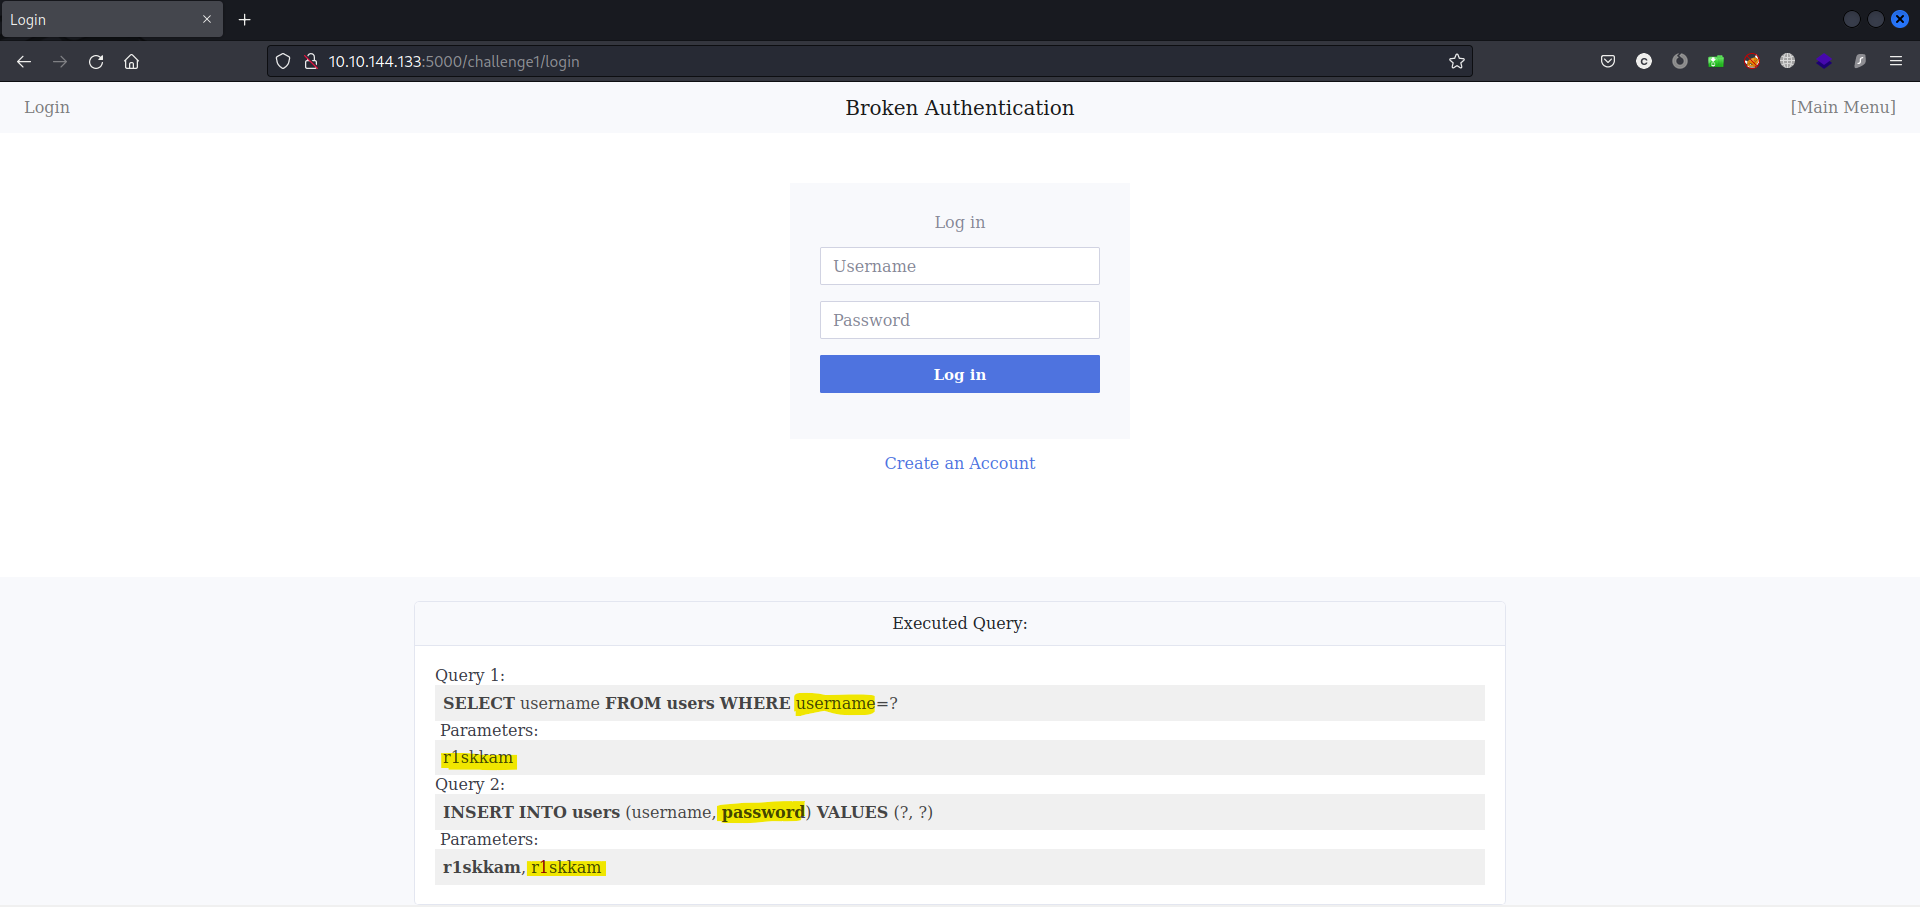 Login
10.10.144.133:5000/challenge1/login
Login Broken Authentication [Main Menu]
Log in
Username
Password
Log in
Create an Account
Executed Query:
Query 1:
SELECT username FROM users WHERE username=?
Parameters:
r1skkam
Query 2:
INSERT INTO users (username, password) VALUES (?, ?)
Parameters:
r1skkam, r1skkam